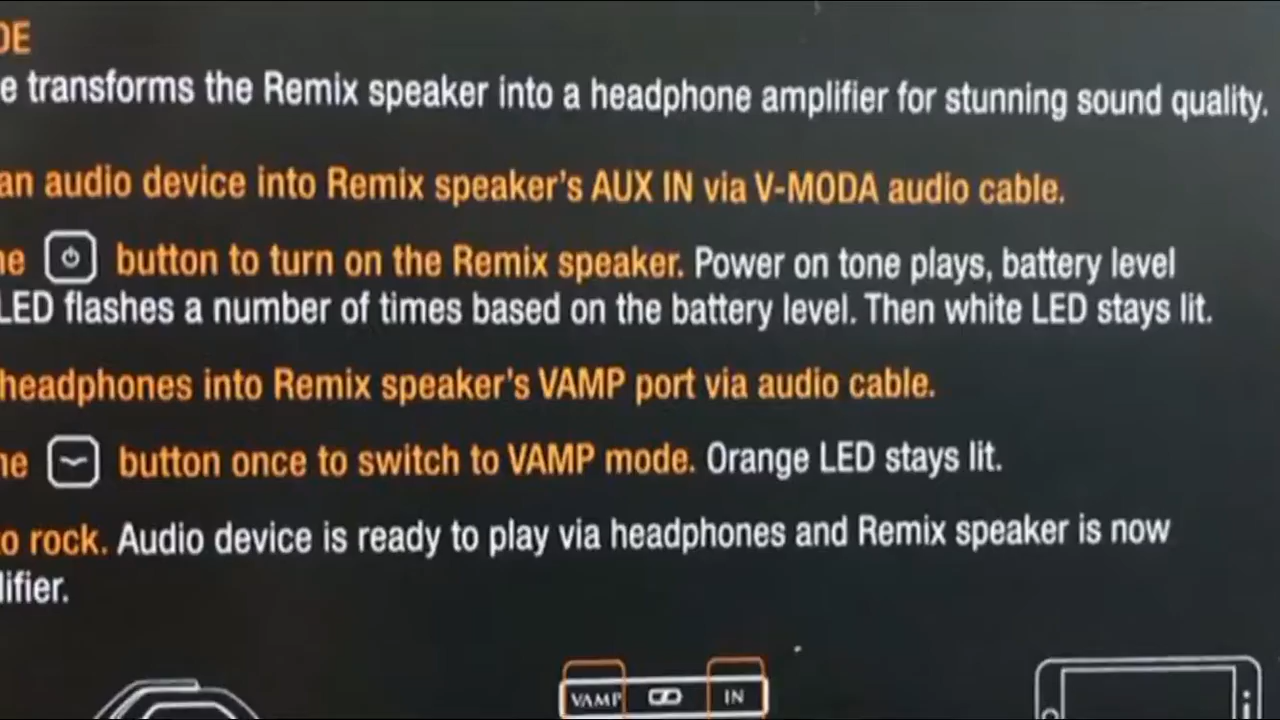 DE
e transforms the Remix speaker into a headphone amplifier for stunning sound quality.
an audio device into Remix speaker's AUX IN via V-MODA audio cable.
he button to turn on the Remix speaker. Power on tone plays, battery level
LED flashes a number of times based on the battery level. Then white LED stays lit.
headphones into Remix speaker's VAMP port via audio cable.
he button once to switch to VAMP mode. Orange LED stays lit.
o rock. Audio device is ready to play via headphones and Remix speaker is now
lifier.
VAMP IN